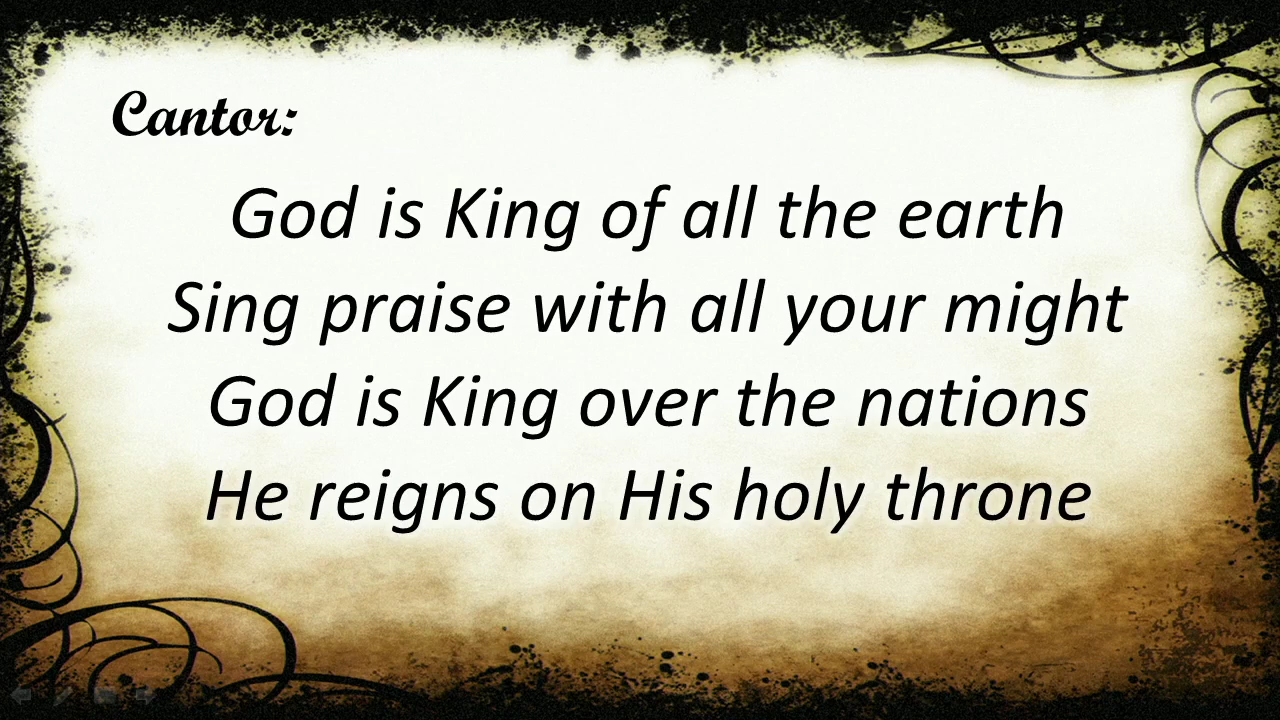 Cantor:
God is King of all the earth
Sing praise with all your might
God is King over the nations
He reigns on His holy throne